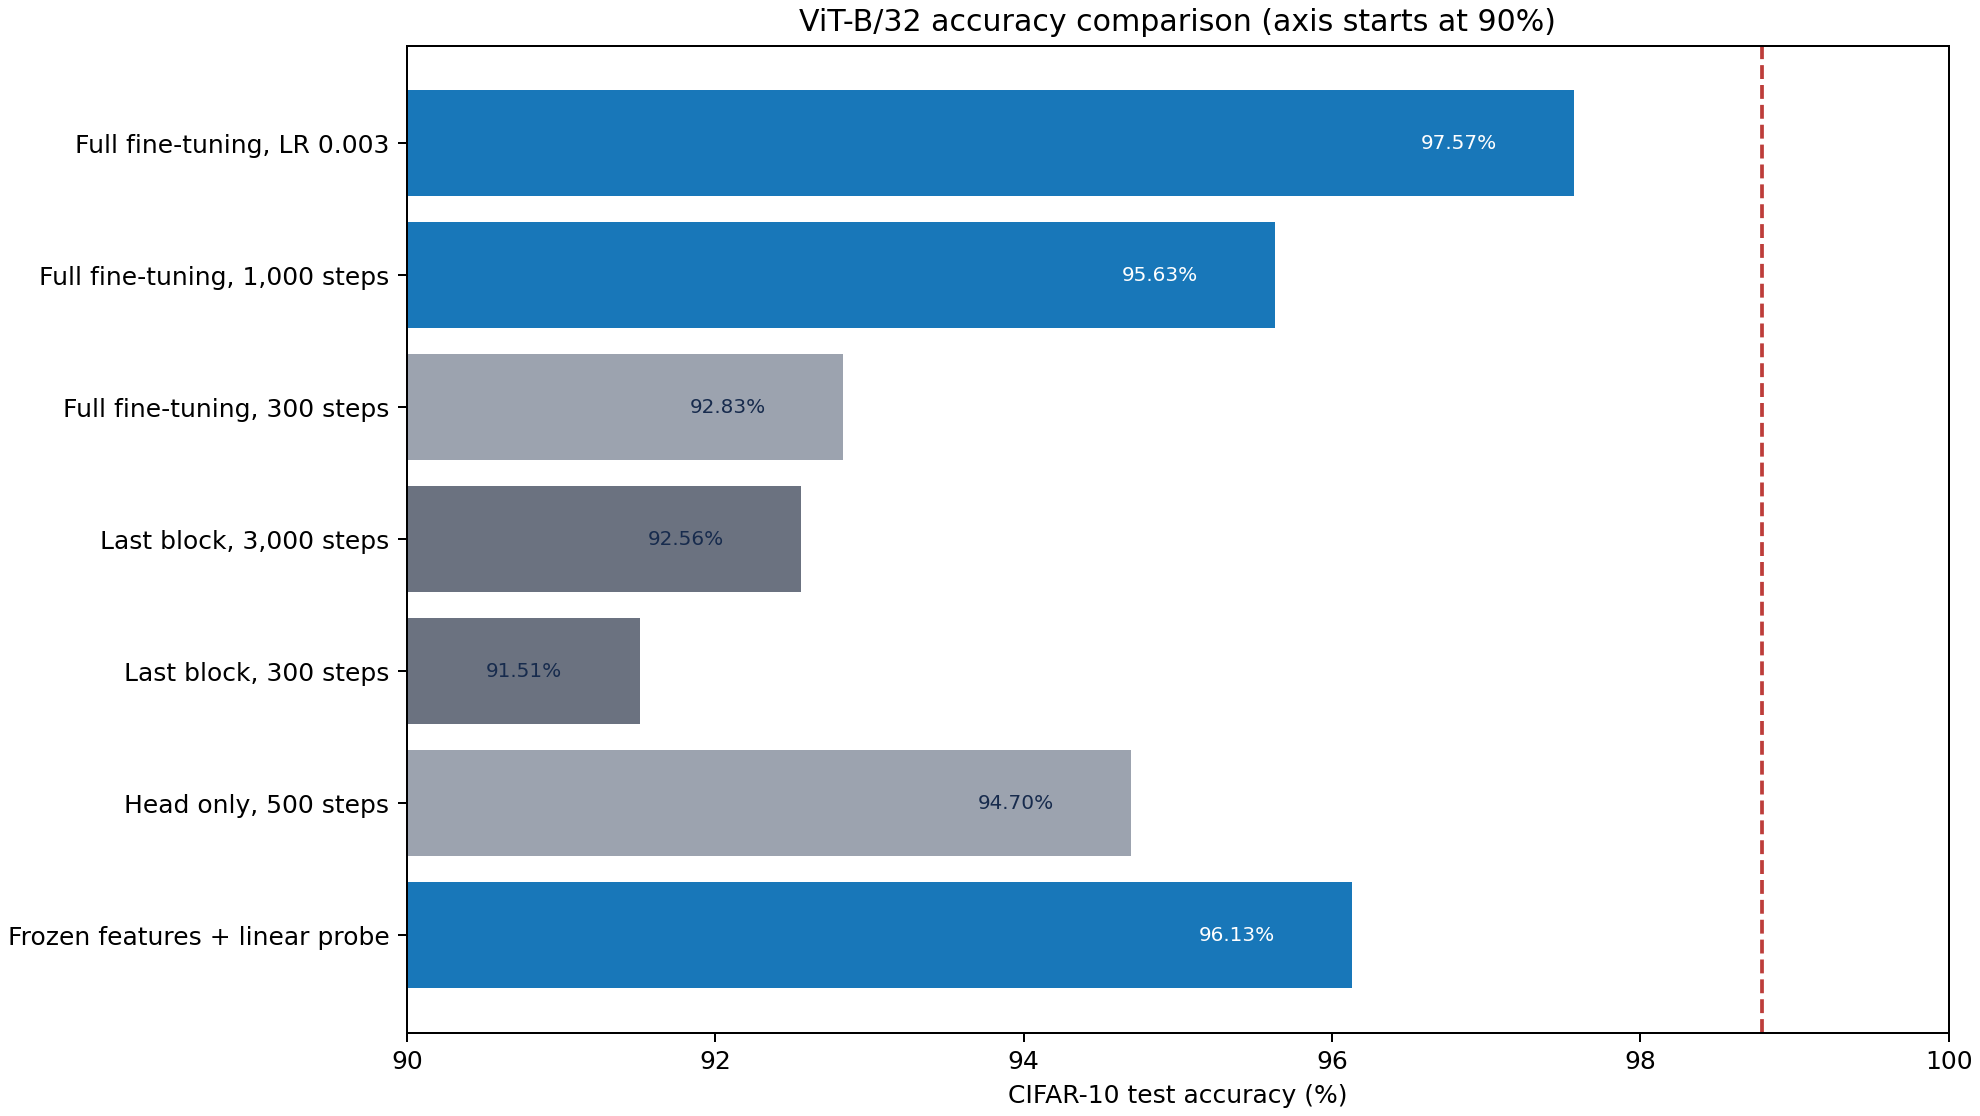 ViT-B/32 accuracy comparison (axis starts at 90%)
Full fine-tuning, LR 0.003
97.57%
Full fine-tuning, 1,000 steps
95.63%
Full fine-tuning, 300 steps
92.83%
Last block, 3,000 steps
92.56%
Last block, 300 steps
91.51%
Head only, 500 steps
94.70%
Frozen features + linear probe
96.13%
90 92 94 96 98 100
CIFAR-10 test accuracy (%)